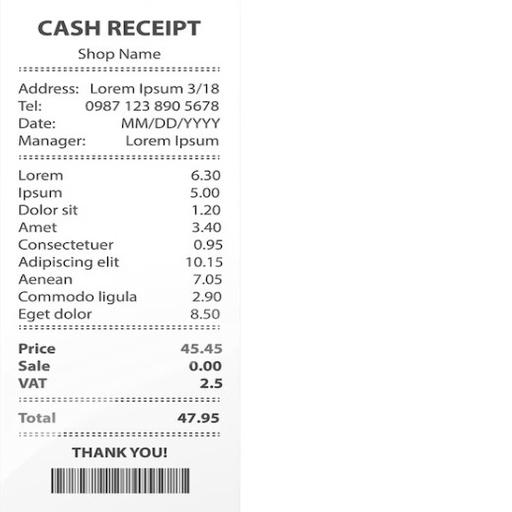 CASH RECEIPT
Shop Name
Address: Lorem Ipsum 3/18
Tel: 0987 123 890 5678
Date: MM/DD/YYYY
Manager: Lorem Ipsum
Lorem 6.30
Ipsum 5.00
Dolor sit 1.20
Amet 3.40
Consectetuer 0.95
Adipiscing elit 10.15
Aenean 7.05
Commodo ligula 2.90
Eget dolor 8.50
Price 45.45
Sale 0.00
VAT 2.5
Total 47.95
THANK YOU!